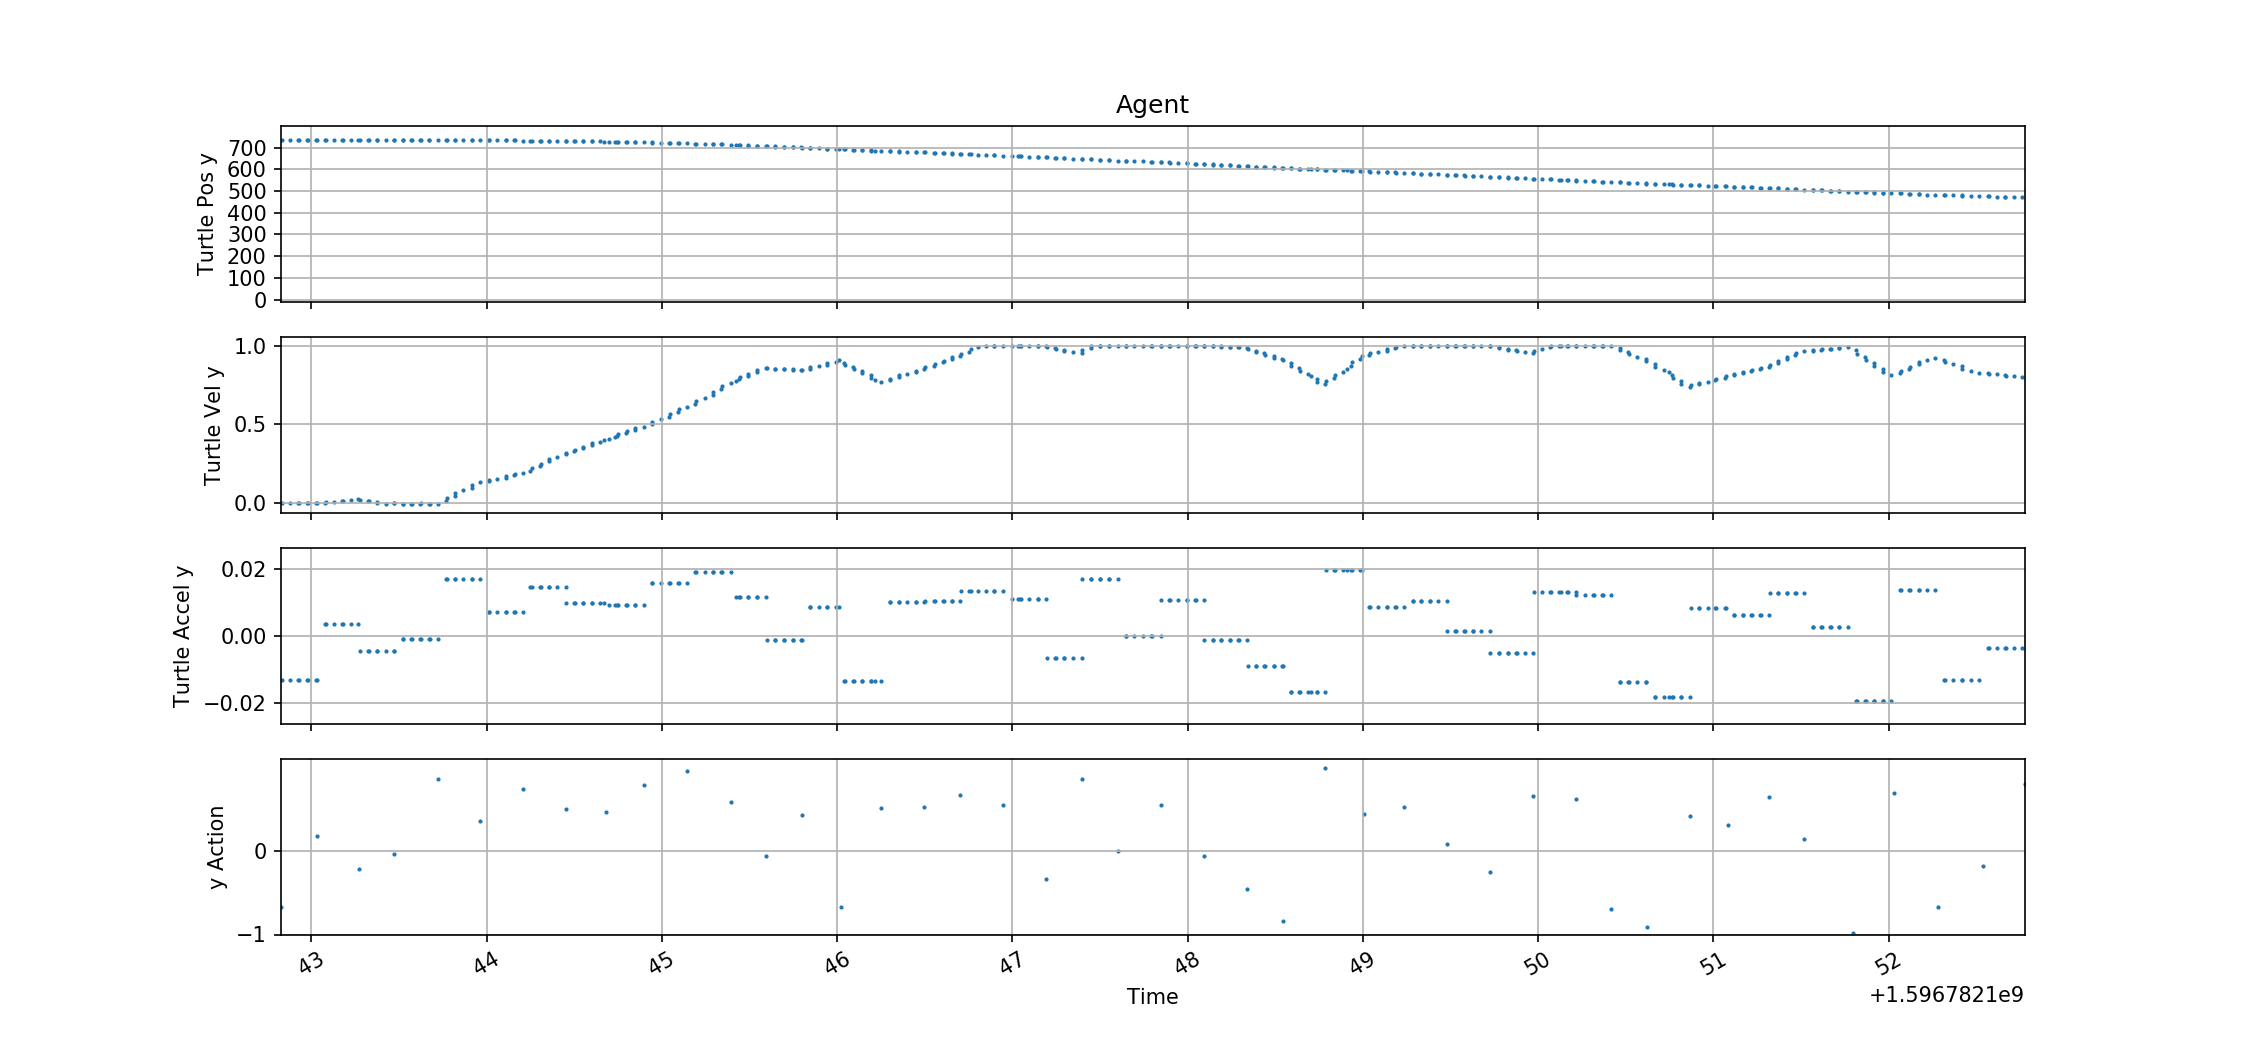 Agent
Turtle Pos y
700
600
500
400
300
200
100
0
Turtle Vel y
1.0
0.5
0.0
Turtle Accel y
0.02
0.00
−0.02
y Action
0
−1
43 44 45 46 47 48 49 50 51 52
Time
+1.5967821e9